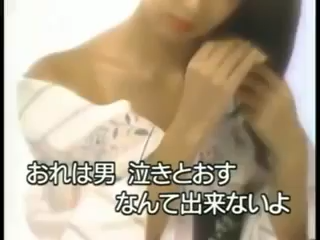 おれは男 泣きとおす
なんて出来ないよ